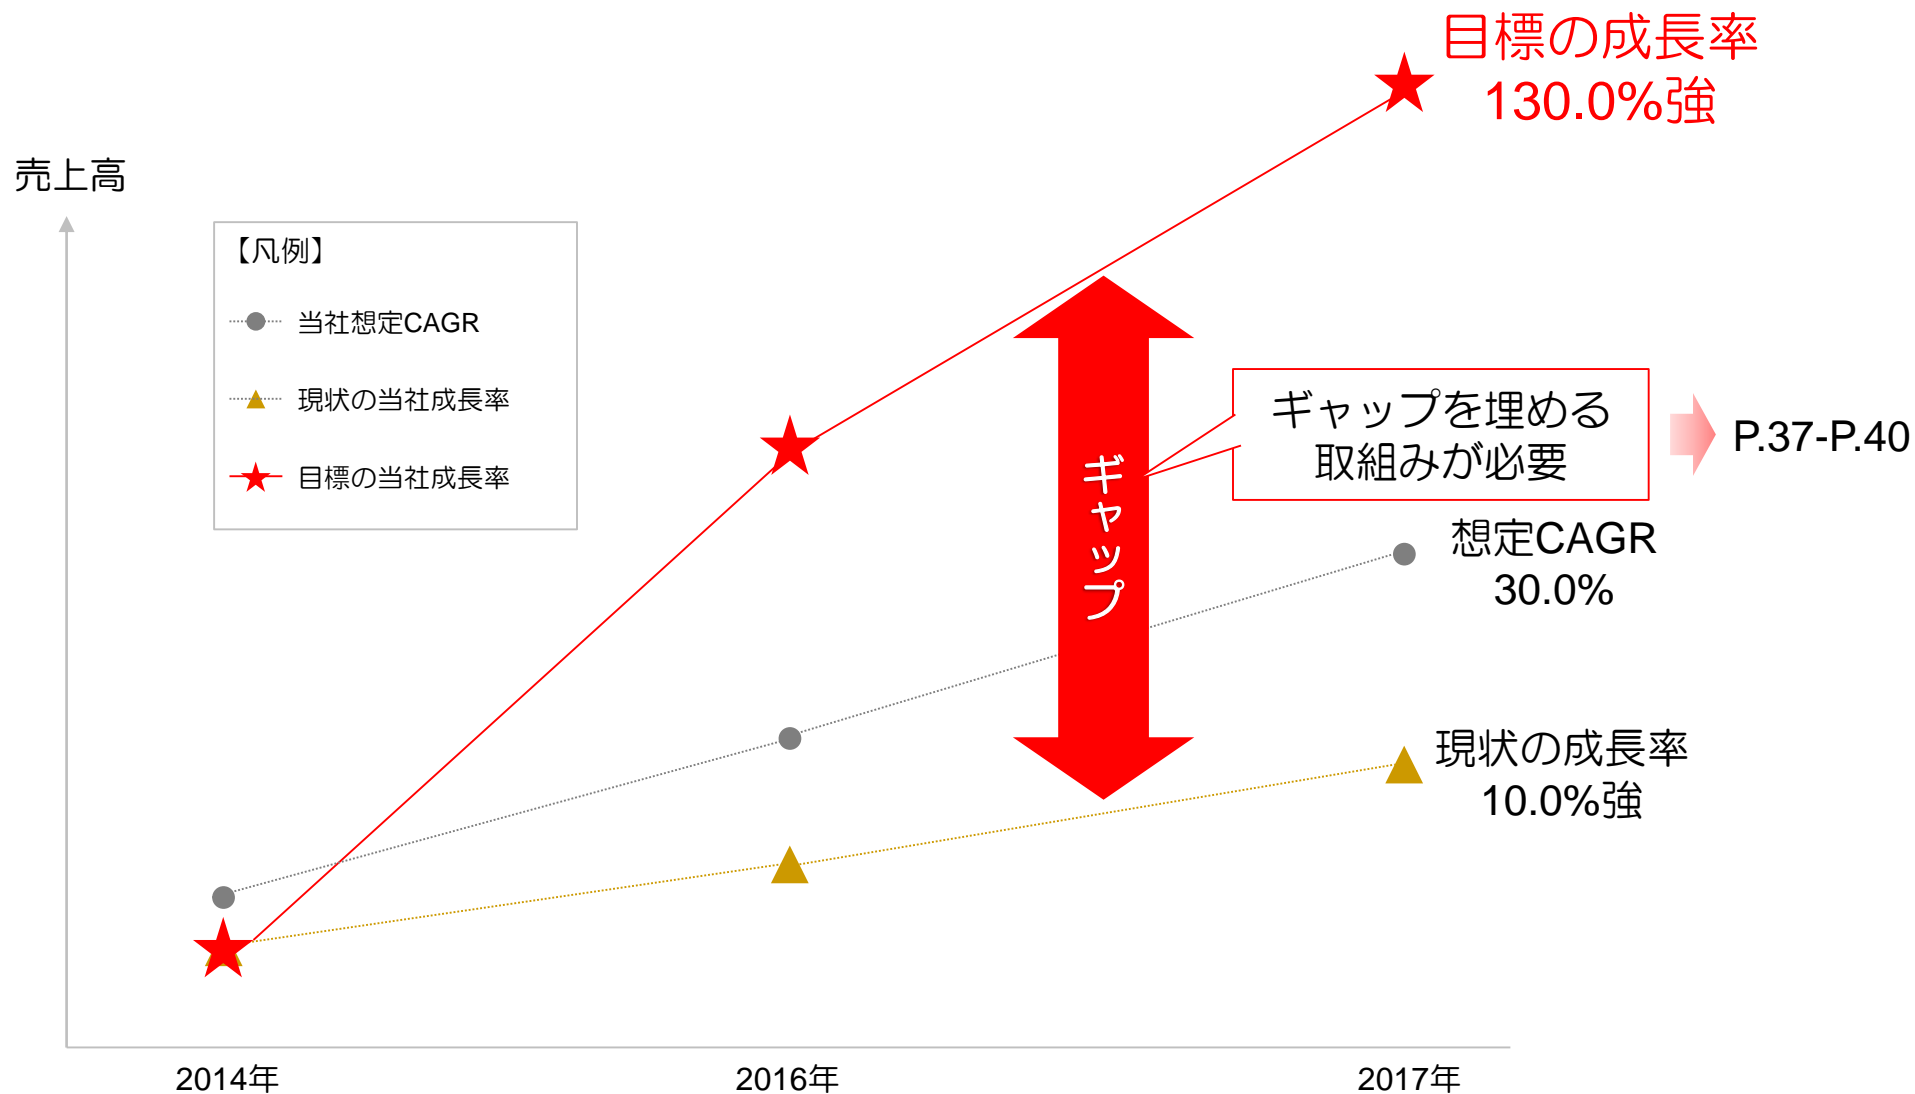 目標の成長率
130.0%強
売上高
【凡例】
当社想定CAGR
現状の当社成長率
目標の当社成長率
ギャップ
ギャップを埋める
取組みが必要
P.37-P.40
想定CAGR
30.0%
現状の成長率
10.0%強
2014年
2016年
2017年